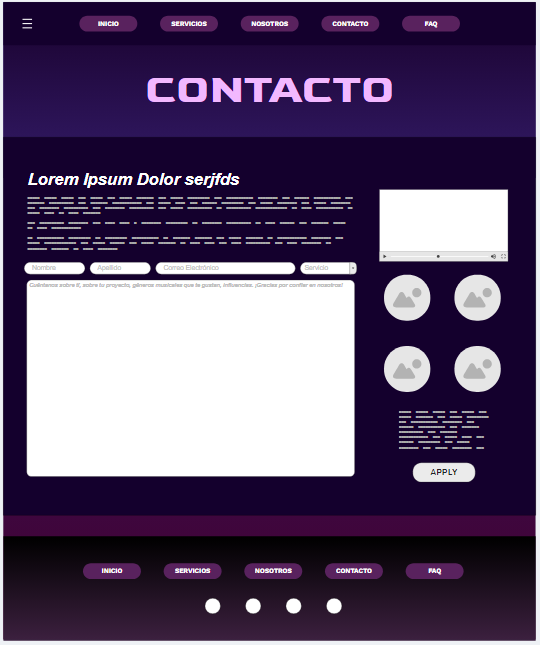 INICIO
SERVICIOS
NOSOTROS
CONTACTO
FAQ
CONTACTO
Lorem Ipsum Dolor serjfds
Nombre
Apellido
Correo Electrónico
Servicio
Cuéntanos sobre ti, sobre tu proyecto, géneros musicales que te gusten, influencias. ¡Gracias por confiar en nosotros!
APPLY
INICIO
SERVICIOS
NOSOTROS
CONTACTO
FAQ